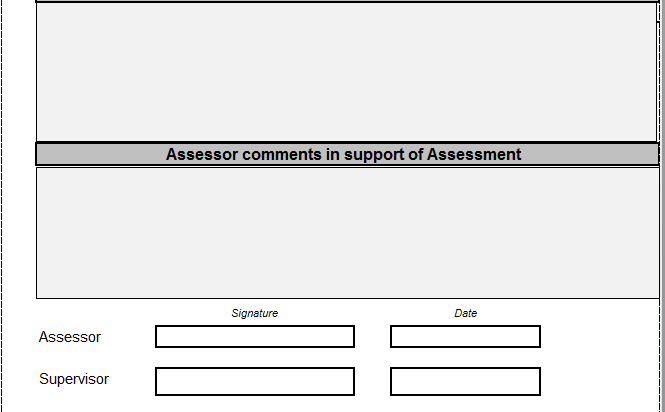 Assessor comments in support of Assessment
Signature Date
Assessor
Supervisor